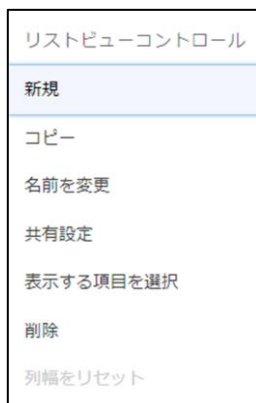 リストビューコントロール
新規
コピー
名前を変更
共有設定
表示する項目を選択
削除
列幅をリセット